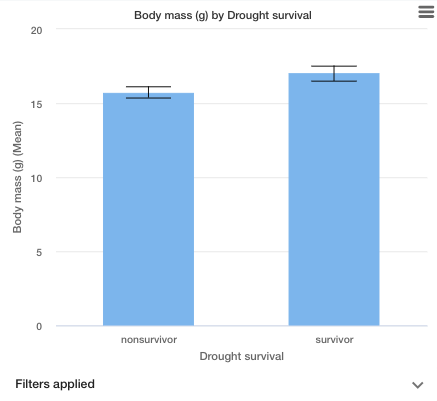 Body mass (g) by Drought survival
Body mass (g) (Mean)
20
15
10
5
0
nonsurvivor
survivor
Drought survival
Filters applied